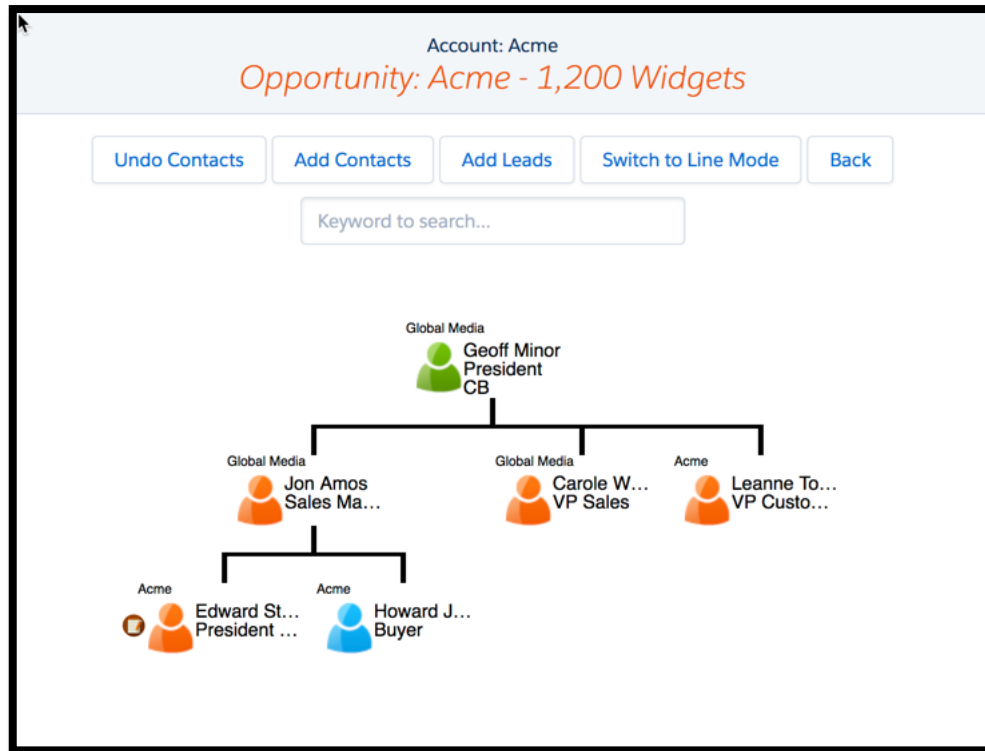 Account: Acme
Opportunity: Acme - 1,200 Widgets
Undo Contacts
Add Contacts
Add Leads
Switch to Line Mode
Back
Keyword to search...
Global Media
Geoff Minor
President
CB
Global Media
Jon Amos
Sales Ma...
Global Media
Carole W...
VP Sales
Acme
Leanne To...
VP Custo...
Acme
Edward St...
President ...
Acme
Howard J...
Buyer